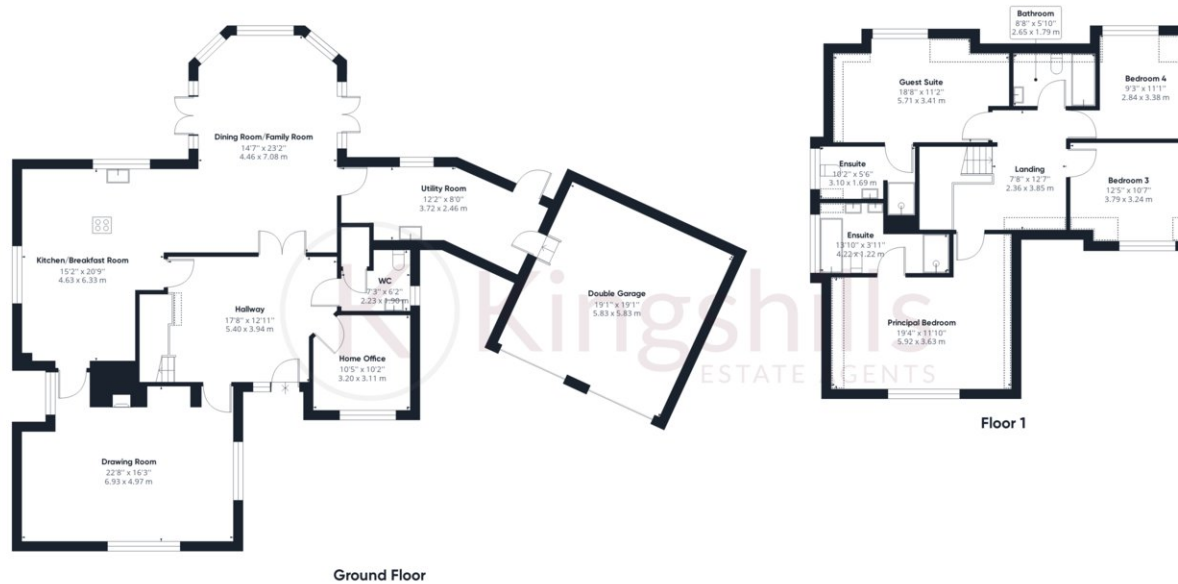 Dining Room/Family Room
14'7" x 23'2"
4.46 x 7.08 m
Utility Room
12'2" x 8'0"
3.72 x 2.46 m
Kitchen/Breakfast Room
15'2" x 20'9"
4.63 x 6.33 m
WC
7'3" x 6'2"
2.23 x 1.90 m
Hallway
17'8" x 12'11"
5.40 x 3.94 m
Double Garage
19'1" x 19'1"
5.83 x 5.83 m
Home Office
10'5" x 10'2"
3.20 x 3.11 m
Drawing Room
22'8" x 16'3"
6.93 x 4.97 m
Ground Floor
Kingshills
ESTATE AGENTS
Bathroom
8'8" x 5'10"
2.65 x 1.79 m
Guest Suite
18'8" x 11'2"
5.71 x 3.41 m
Bedroom 4
9'3" x 11'1"
2.84 x 3.38 m
Ensuite
10'2" x 5'6"
3.10 x 1.69 m
Landing
7'8" x 12'7"
2.36 x 3.85 m
Bedroom 3
12'5" x 10'7"
3.79 x 3.24 m
Ensuite
13'10" x 3'11"
4.22 x 1.22 m
Principal Bedroom
19'4" x 11'10"
5.92 x 3.63 m
Floor 1